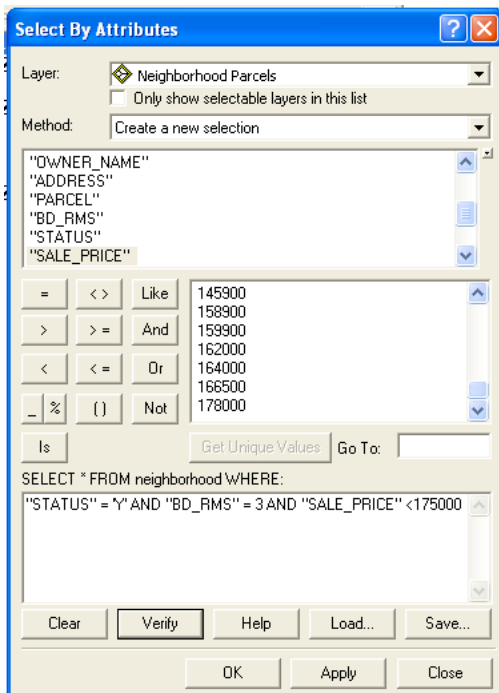 Select By Attributes
Layer: Neighborhood Parcels
Only show selectable layers in this list
Method: Create a new selection
"OWNER_NAME"
"ADDRESS"
"PARCEL"
"BD_RMS"
"STATUS"
"SALE_PRICE"
= < > Like
> > = And
< < = Or
_ % ( ) Not
Is
145900
158900
159900
162000
164000
166500
178000
Get Unique Values Go To:
SELECT * FROM neighborhood WHERE:
"STATUS" = 'Y' AND "BD_RMS" = 3 AND "SALE_PRICE" <175000
Clear Verify Help Load... Save...
OK Apply Close